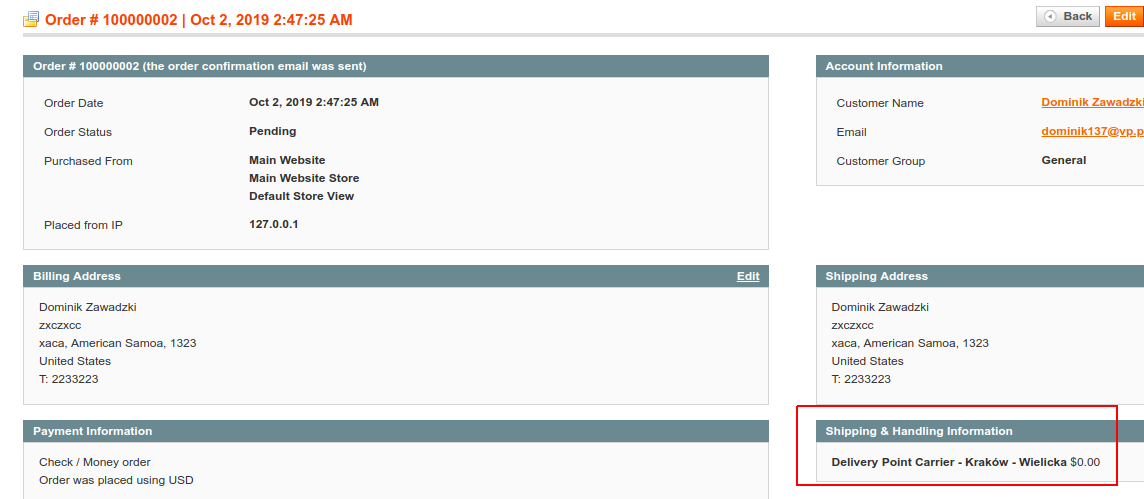 Order # 100000002 | Oct 2, 2019 2:47:25 AM
Back
Edit
Order # 100000002 (the order confirmation email was sent)
Order Date Oct 2, 2019 2:47:25 AM
Order Status Pending
Purchased From Main Website
Main Website Store
Default Store View
Placed from IP 127.0.0.1
Account Information
Customer Name Dominik Zawadzki
Email dominik137@vp.p
Customer Group General
Billing Address Edit
Dominik Zawadzki
zxczxcc
xaca, American Samoa, 1323
United States
T: 2233223
Shipping Address
Dominik Zawadzki
zxczxcc
xaca, American Samoa, 1323
United States
T: 2233223
Payment Information
Check / Money order
Order was placed using USD
Shipping & Handling Information
Delivery Point Carrier - Kraków - Wielicka $0.00